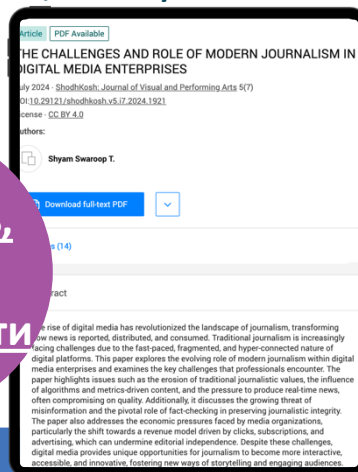 Article PDF Available
THE CHALLENGES AND ROLE OF MODERN JOURNALISM IN
DIGITAL MEDIA ENTERPRISES
July 2024 · ShodhKosh: Journal of Visual and Performing Arts 5(7)
DOI:10.29121/shodhkosh.v5.i7.2024.1921
License · CC BY 4.0
Authors:
Shyam Swaroop T.
Download full-text PDF
(14)
rise of digital media has revolutionized the landscape of journalism, transforming
how news is reported, distributed, and consumed. Traditional journalism is increasingly
facing challenges due to the fast-paced, fragmented, and hyper-connected nature of
digital platforms. This paper explores the evolving role of modern journalism within digital
media enterprises and examines the key challenges that professionals encounter. The
paper highlights issues such as the erosion of traditional journalistic values, the influence
of algorithms and metrics-driven content, and the pressure to produce real-time news,
often compromising on quality. Additionally, it discusses the growing threat of
misinformation and the pivotal role of fact-checking in preserving journalistic integrity.
The paper also addresses the economic pressures faced by media organizations,
particularly the shift towards a revenue model driven by clicks, subscriptions, and
advertising, which can undermine editorial independence. Despite these challenges,
digital media provides unique opportunities for journalism to become more interactive,
accessible, and innovative, fostering new ways of storytelling and engaging audiences.